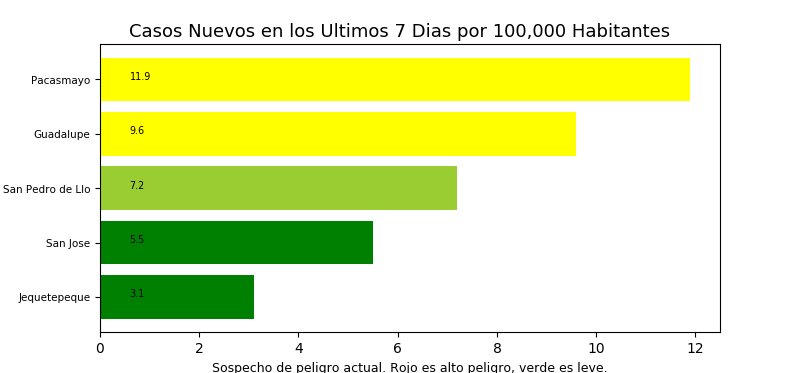 Casos Nuevos en los Ultimos 7 Dias por 100,000 Habitantes
Pacasmayo 11.9
Guadalupe 9.6
San Pedro de Llo 7.2
San Jose 5.5
Jequetepeque 3.1
0 2 4 6 8 10 12
Sospecho de peligro actual. Rojo es alto peligro, verde es leve.